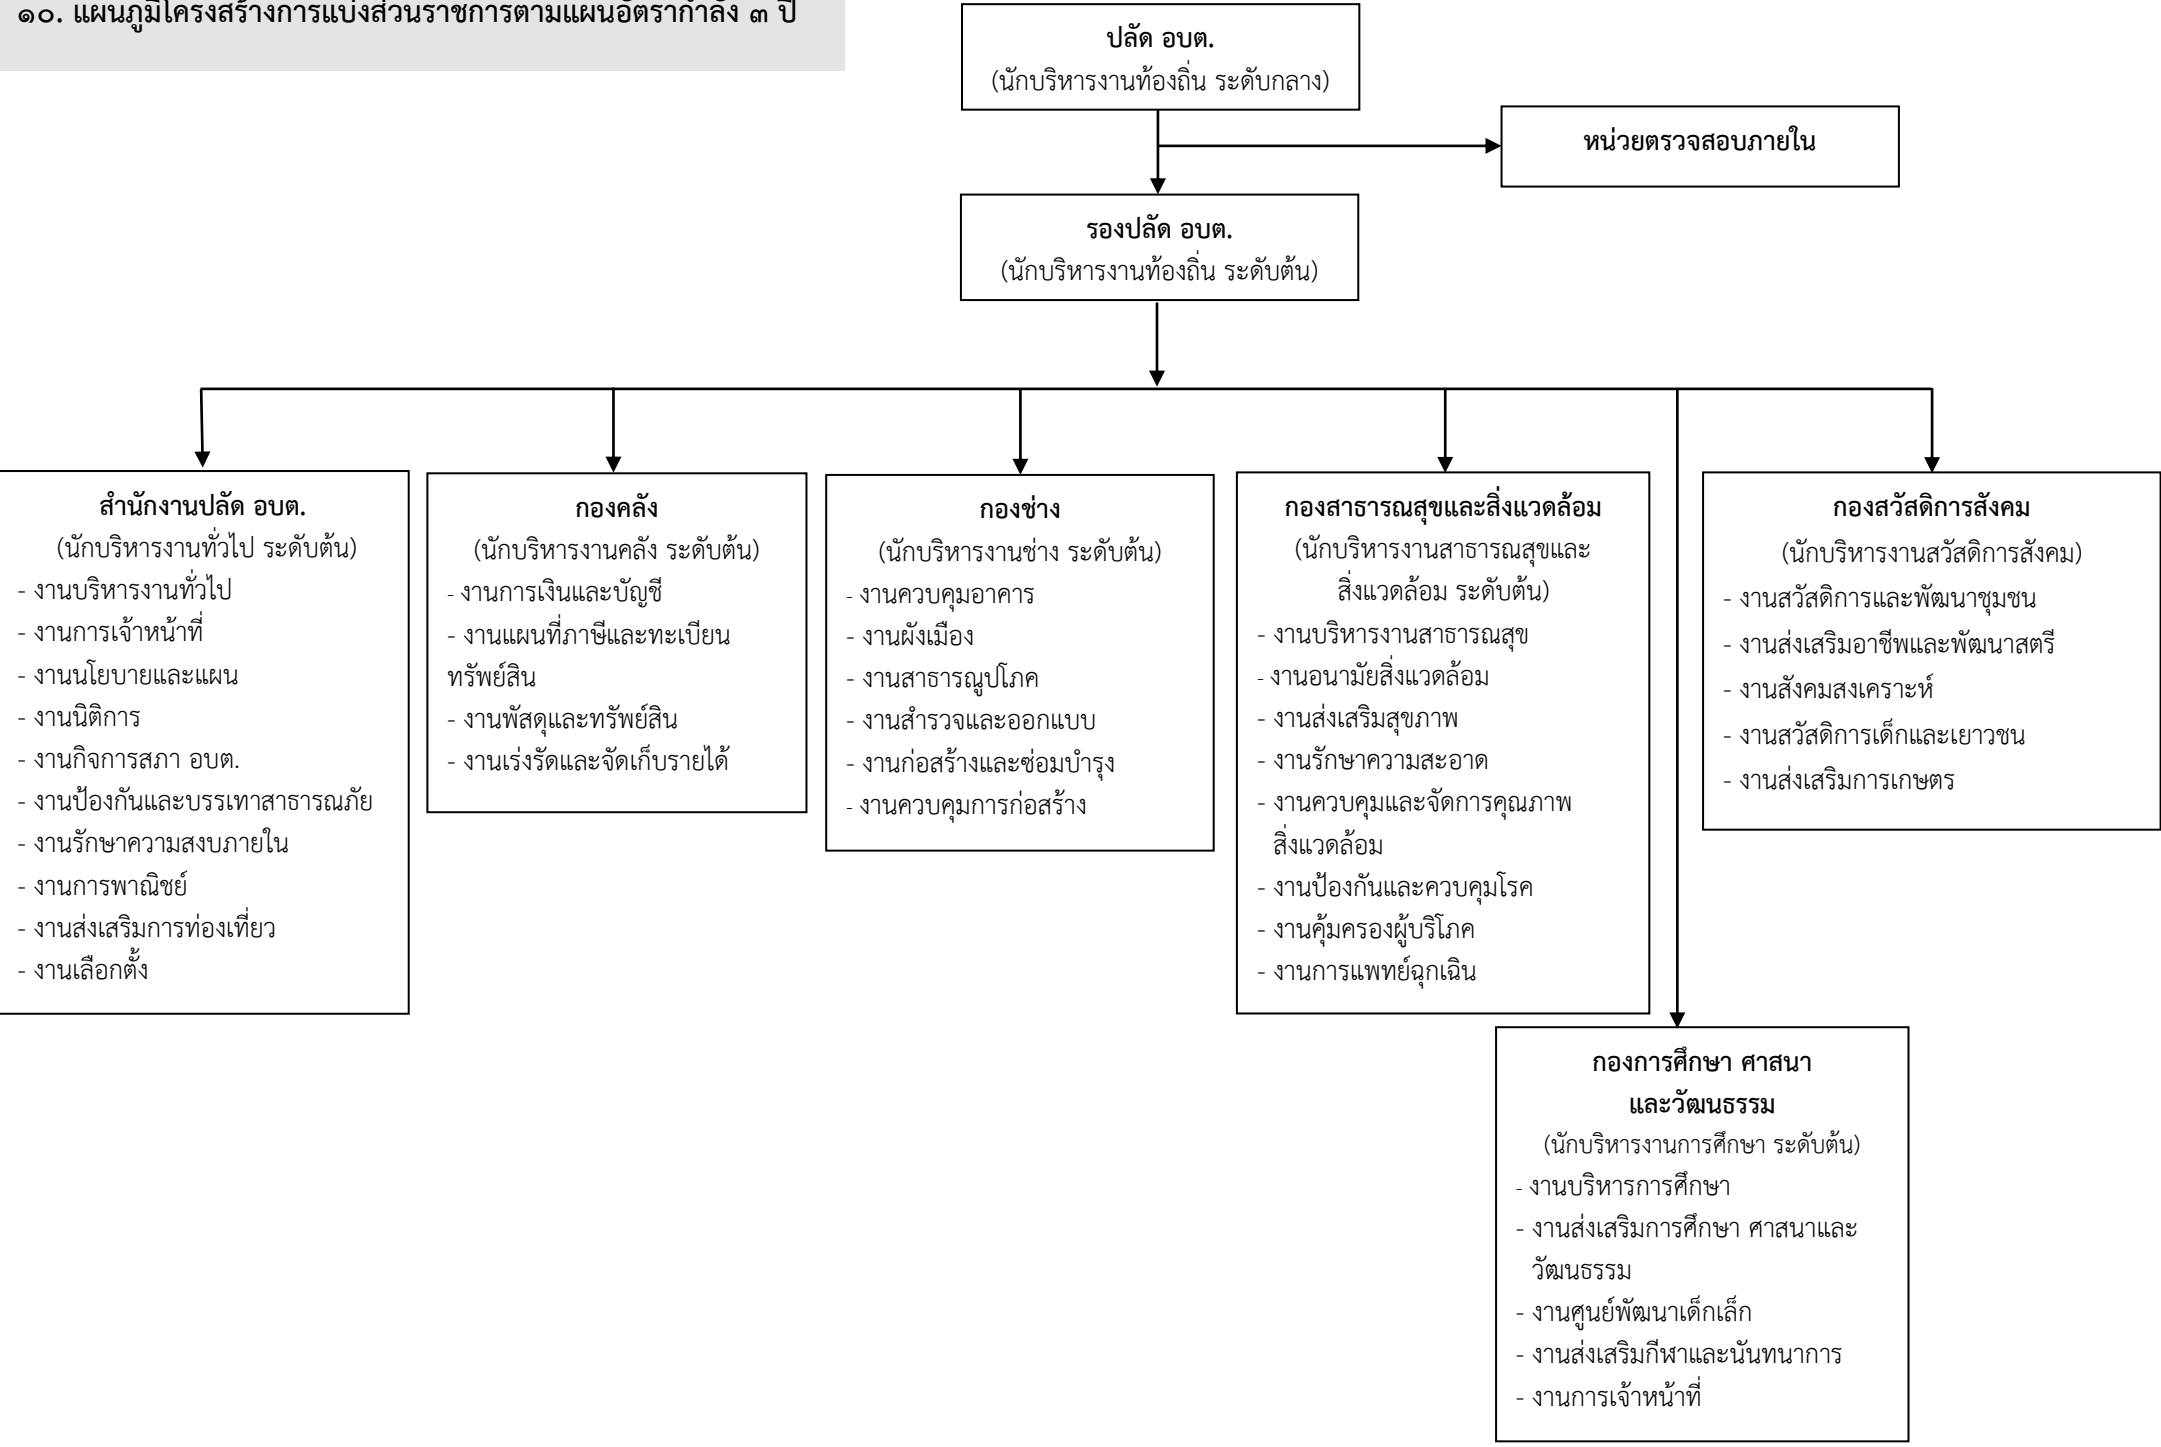 ๑๐. แผนภูมิโครงสร้างการแบ่งส่วนราชการตามแผนอัตรากำลัง ๓ ปี
ปลัด อบต.
(นักบริหารงานท้องถิ่น ระดับกลาง)
หน่วยตรวจสอบภายใน
รองปลัด อบต.
(นักบริหารงานท้องถิ่น ระดับต้น)
สำนักงานปลัด อบต.
(นักบริหารงานทั่วไป ระดับต้น)
- งานบริหารงานทั่วไป
- งานการเจ้าหน้าที่
- งานนโยบายและแผน
- งานนิติการ
- งานกิจการสภา อบต.
- งานป้องกันและบรรเทาสาธารณภัย
- งานรักษาความสงบภายใน
- งานการพาณิชย์
- งานส่งเสริมการท่องเที่ยว
- งานเลือกตั้ง
กองคลัง
(นักบริหารงานคลัง ระดับต้น)
- งานการเงินและบัญชี
- งานแผนที่ภาษีและทะเบียน
ทรัพย์สิน
- งานพัสดุและทรัพย์สิน
- งานเร่งรัดและจัดเก็บรายได้
กองช่าง
(นักบริหารงานช่าง ระดับต้น)
- งานควบคุมอาคาร
- งานผังเมือง
- งานสาธารณูปโภค
- งานสำรวจและออกแบบ
- งานก่อสร้างและซ่อมบำรุง
- งานควบคุมการก่อสร้าง
กองสาธารณสุขและสิ่งแวดล้อม
(นักบริหารงานสาธารณสุขและ
สิ่งแวดล้อม ระดับต้น)
- งานบริหารงานสาธารณสุข
- งานอนามัยสิ่งแวดล้อม
- งานส่งเสริมสุขภาพ
- งานรักษาความสะอาด
- งานควบคุมและจัดการคุณภาพ
สิ่งแวดล้อม
- งานป้องกันและควบคุมโรค
- งานคุ้มครองผู้บริโภค
- งานการแพทย์ฉุกเฉิน
กองสวัสดิการสังคม
(นักบริหารงานสวัสดิการสังคม)
- งานสวัสดิการและพัฒนาชุมชน
- งานส่งเสริมอาชีพและพัฒนาสตรี
- งานสังคมสงเคราะห์
- งานสวัสดิการเด็กและเยาวชน
- งานส่งเสริมการเกษตร
กองการศึกษา ศาสนา
และวัฒนธรรม
(นักบริหารงานการศึกษา ระดับต้น)
- งานบริหารการศึกษา
- งานส่งเสริมการศึกษา ศาสนาและ
วัฒนธรรม
- งานศูนย์พัฒนาเด็กเล็ก
- งานส่งเสริมกีฬาและนันทนาการ
- งานการเจ้าหน้าที่